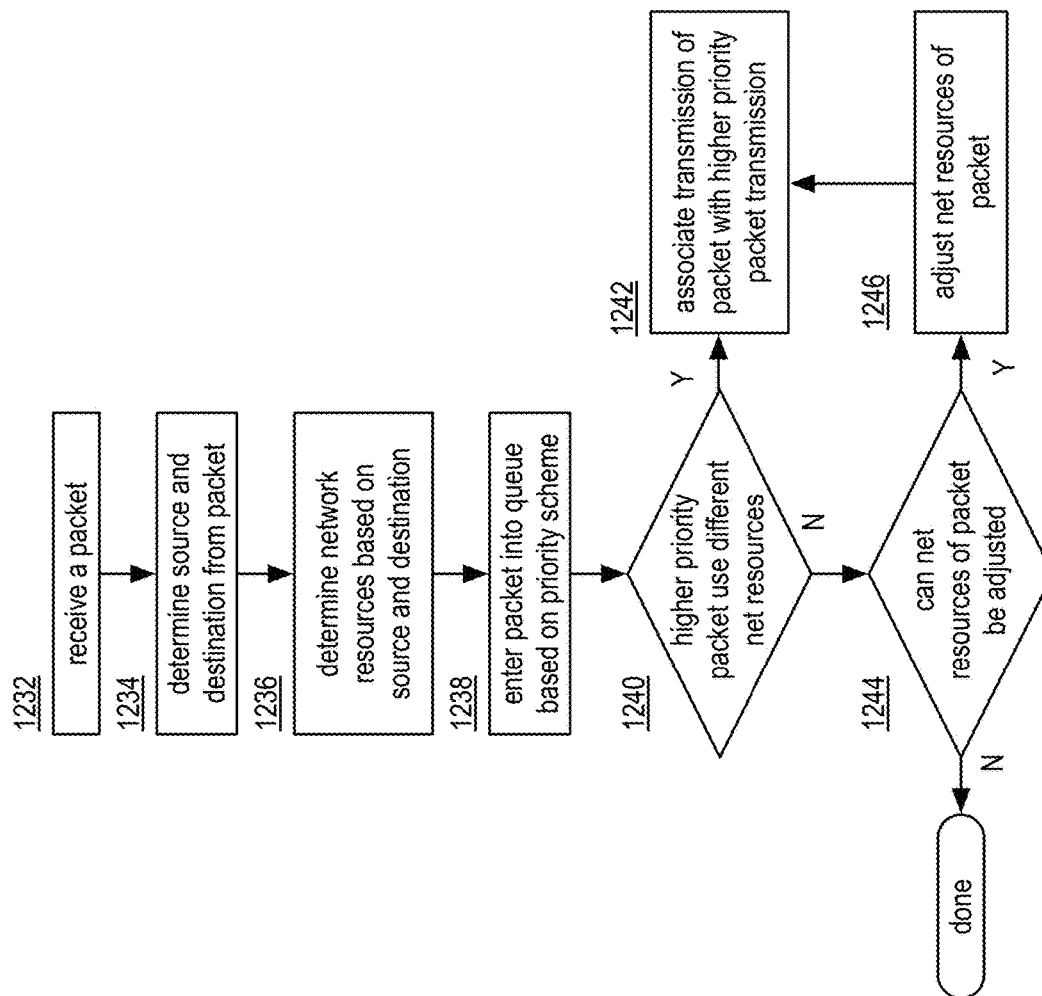 1232
receive a packet
1234
determine source and
destination from packet
1236
determine network
resources based on
source and destination
1238
enter packet into queue
based on priority scheme
1240
higher priority
packet use different
net resources
Y
N
1242
associate transmission of
packet with higher priority
packet transmission
1244
can net
resources of packet
be adjusted
Y
N
1246
adjust net resources of
packet
done